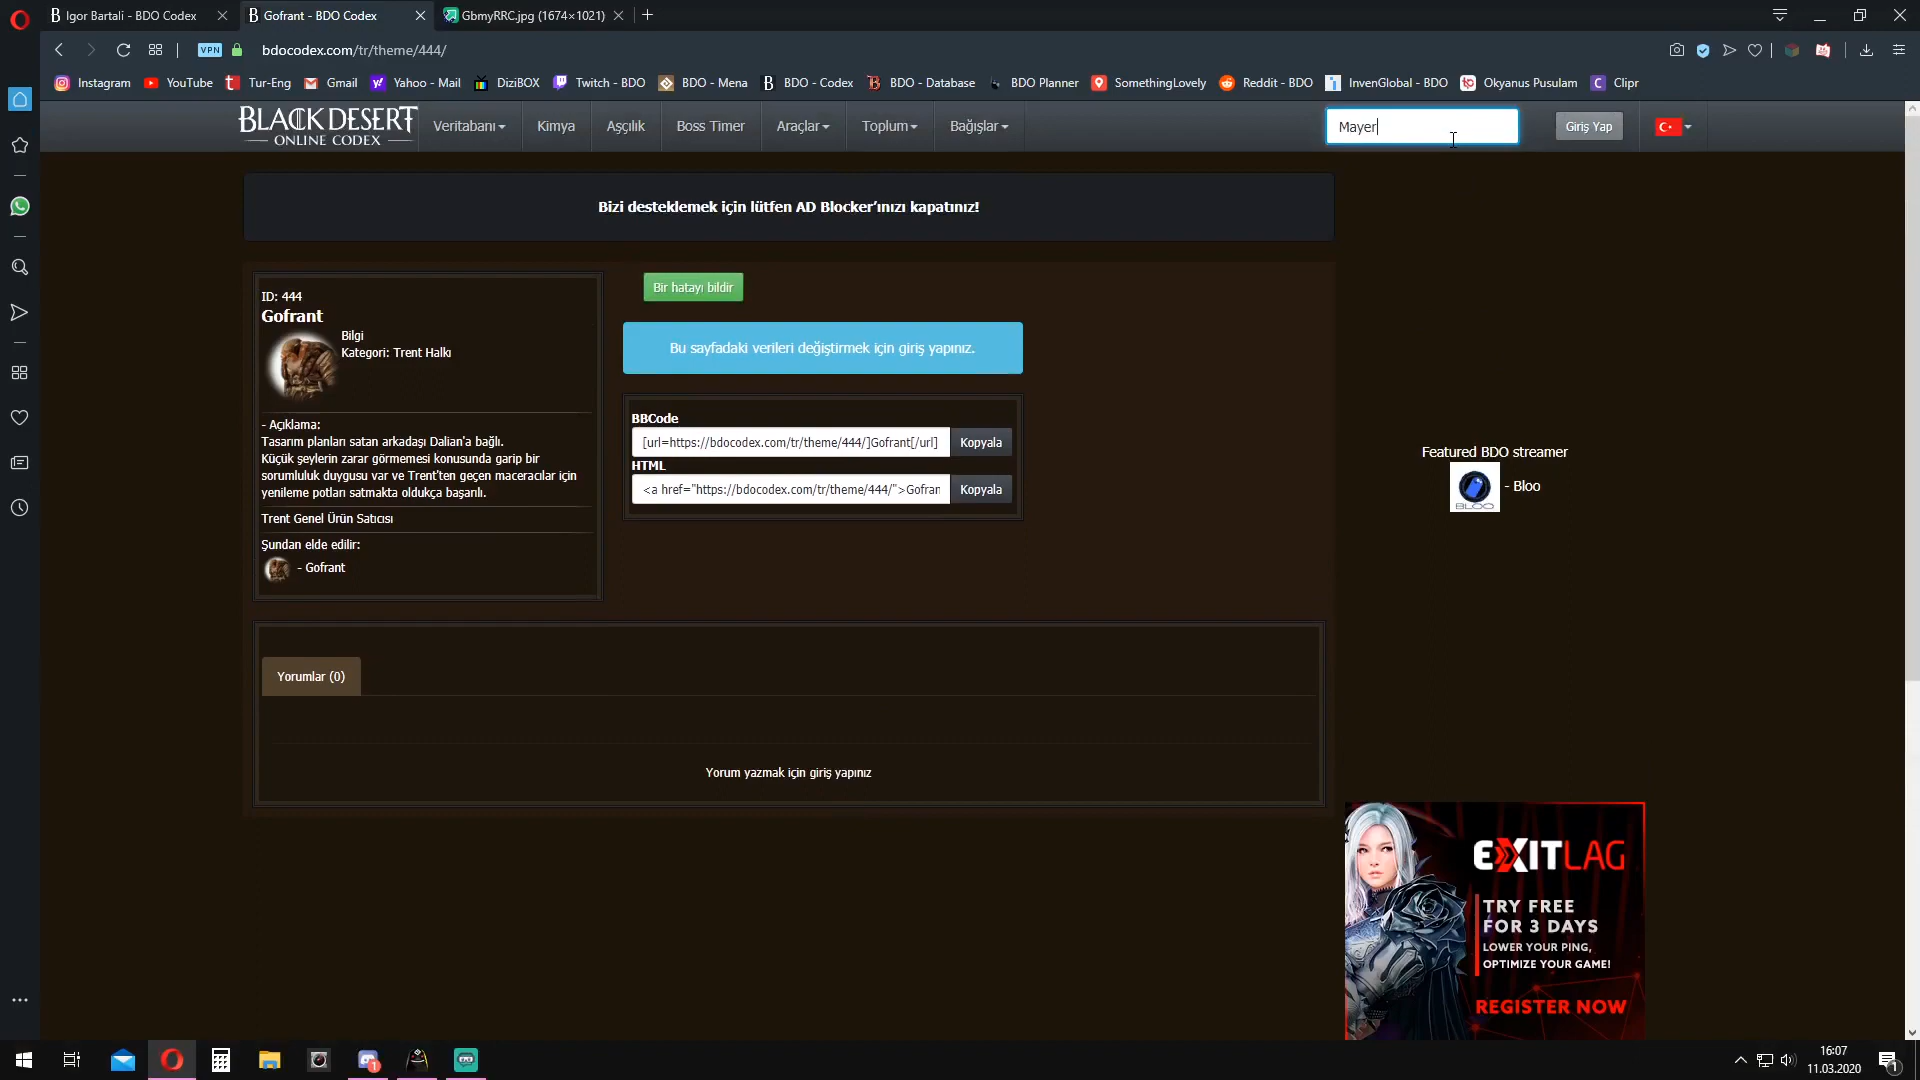 Igor Bartali - BDO Codex
Gofrant - BDO Codex
GbmyRRC.jpg (1674×1021)
VPN
bdocodex.com/tr/theme/444/
Instagram
YouTube
Tur-Eng
Gmail
Yahoo - Mail
DiziBOX
Twitch - BDO
BDO - Mena
BDO - Codex
BDO - Database
BDO Planner
SomethingLovely
Reddit - BDO
InvenGlobal - BDO
Okyanus Pusulam
Clipr
BLACK DESERT
ONLINE CODEX
Veritabanı
Kimya
Aşçılık
Boss Timer
Araçlar
Toplum
Bağışlar
Mayer
Giriş Yap
Bizi desteklemek için lütfen AD Blocker'ınızı kapatınız!
ID: 444
Gofrant
Bilgi
Kategori: Trent Halkı
- Açıklama:
Tasarım planları satan arkadaşı Dalian'a bağlı.
Küçük şeylerin zarar görmemesi konusunda garip bir
sorumluluk duygusu var ve Trent'ten geçen maceracılar için
yenileme potları satmakta oldukça başarılı.
Trent Genel Ürün Satıcısı
Şundan elde edilir:
- Gofrant
Bir hatayı bildir
Bu sayfadaki verileri değiştirmek için giriş yapınız.
BBCode
[url=https://bdocodex.com/tr/theme/444/]Gofrant[/url]
Kopyala
HTML
<a href="https://bdocodex.com/tr/theme/444/">Gofran
Kopyala
Yorumlar (0)
Yorum yazmak için giriş yapınız
Featured BDO streamer
BLOO
- Bloo
EXITLAG
TRY FREE
FOR 3 DAYS
LOWER YOUR PING,
OPTIMIZE YOUR GAME!
REGISTER NOW
1
16:07
11.03.2020
1